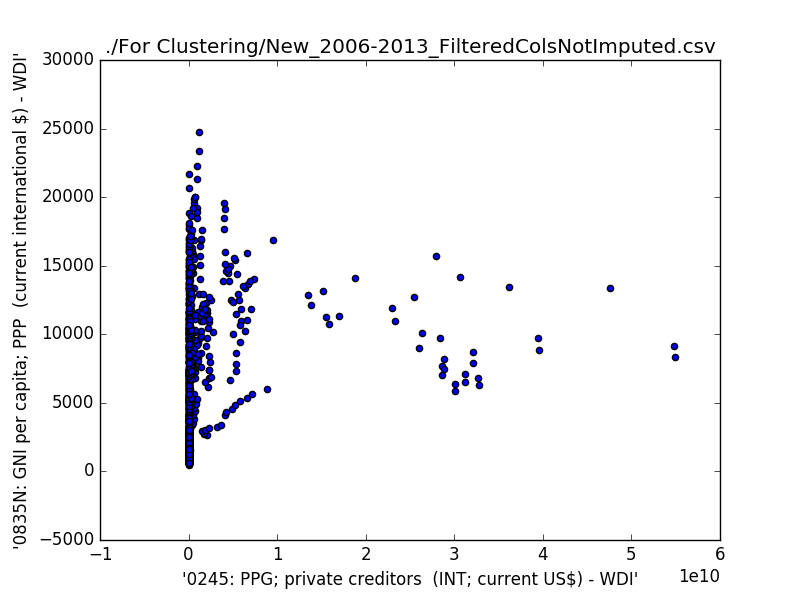 ./For Clustering/New_2006-2013_FilteredColsNotImputed.csv
'0835N: GNI per capita; PPP  (current international $) - WDI'
30000
25000
20000
15000
10000
5000
0
−5000
−1 0 1 2 3 4 5 6
1e10
'0245: PPG; private creditors  (INT; current US$) - WDI'